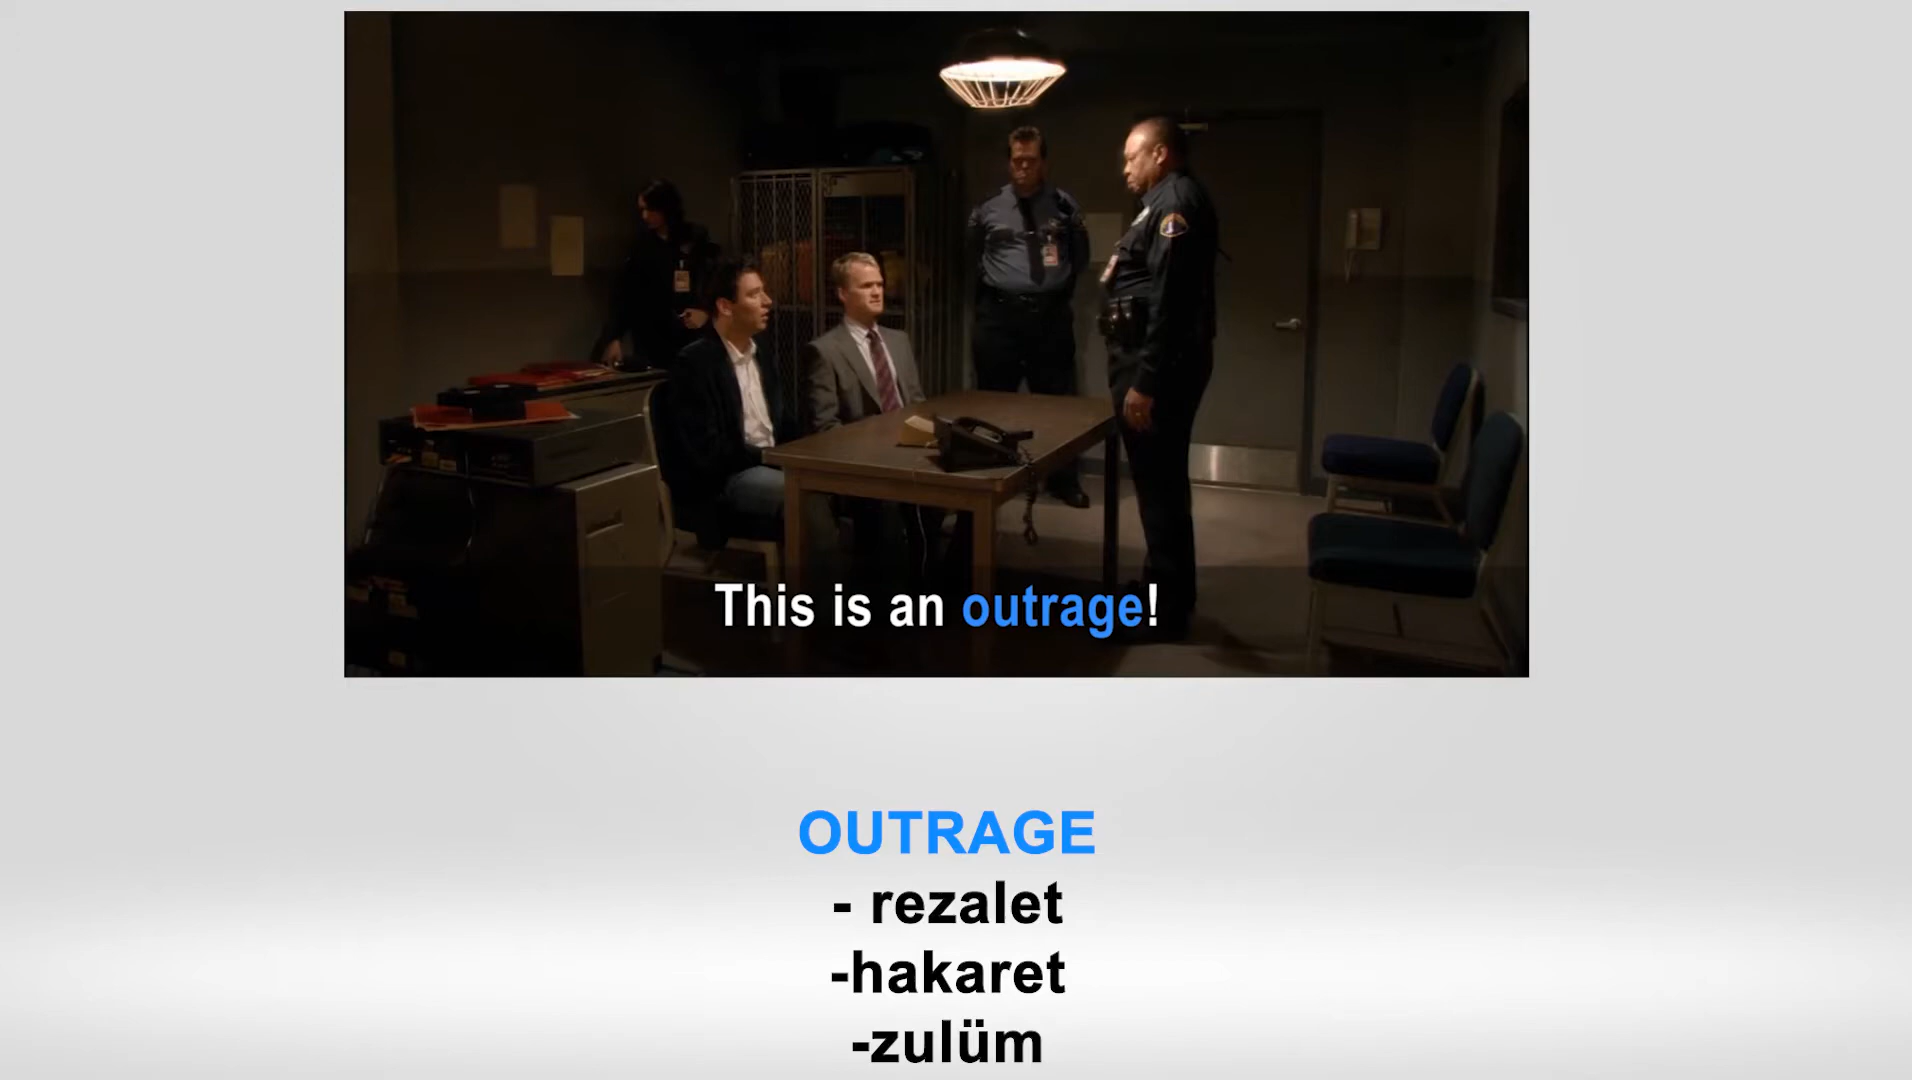 This is an outrage!
OUTRAGE
- rezalet
-hakaret
-zulüm